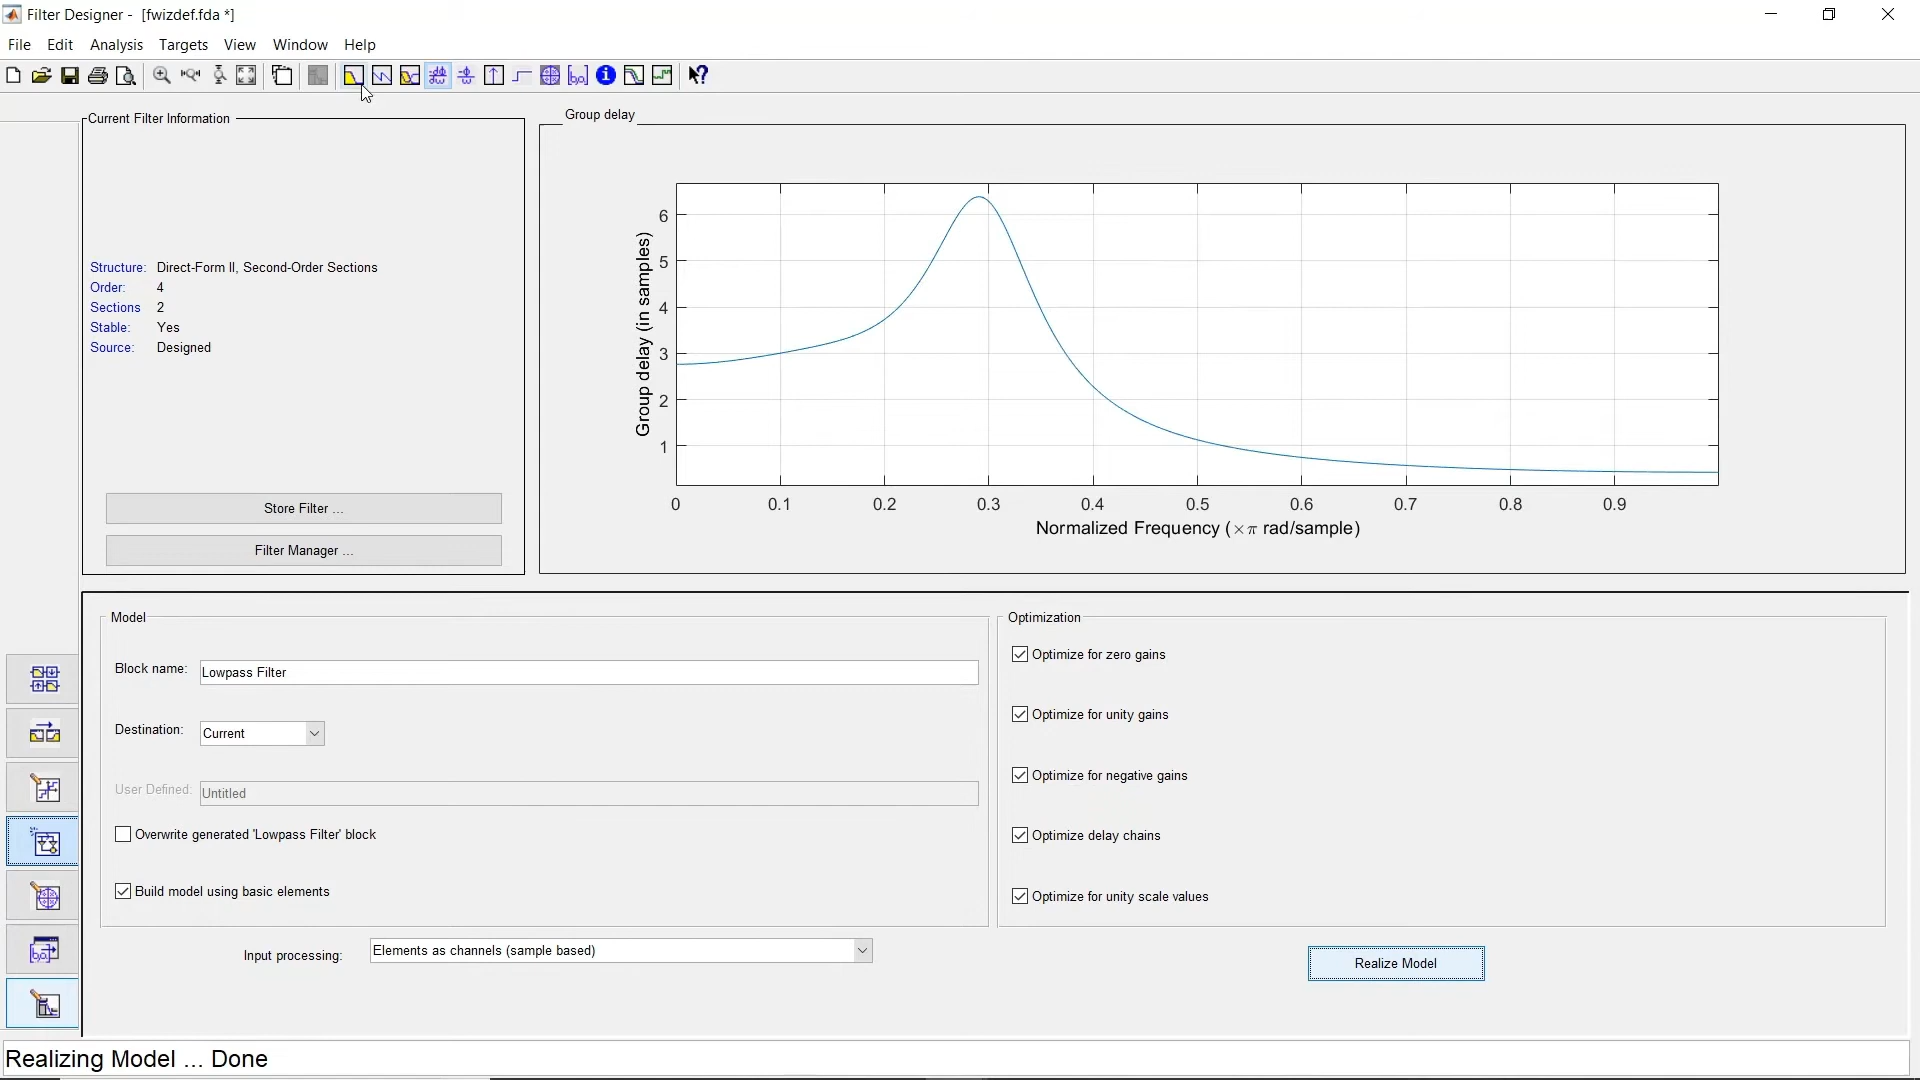 Filter Designer - [fwizdef.fda *]
File Edit Analysis Targets View Window Help
Current Filter Information
Structure: Direct-Form II, Second-Order Sections
Order: 4
Sections 2
Stable: Yes
Source: Designed
Store Filter ...
Filter Manager ...
Group delay
Group delay (in samples)
6
5
4
3
2
1
0 0.1 0.2 0.3 0.4 0.5 0.6 0.7 0.8 0.9
Normalized Frequency (×π rad/sample)
Model
Block name: Lowpass Filter
Destination: Current
User Defined: Untitled
Overwrite generated 'Lowpass Filter' block
Build model using basic elements
Input processing: Elements as channels (sample based)
Optimization
Optimize for zero gains
Optimize for unity gains
Optimize for negative gains
Optimize delay chains
Optimize for unity scale values
Realize Model
Realizing Model ... Done